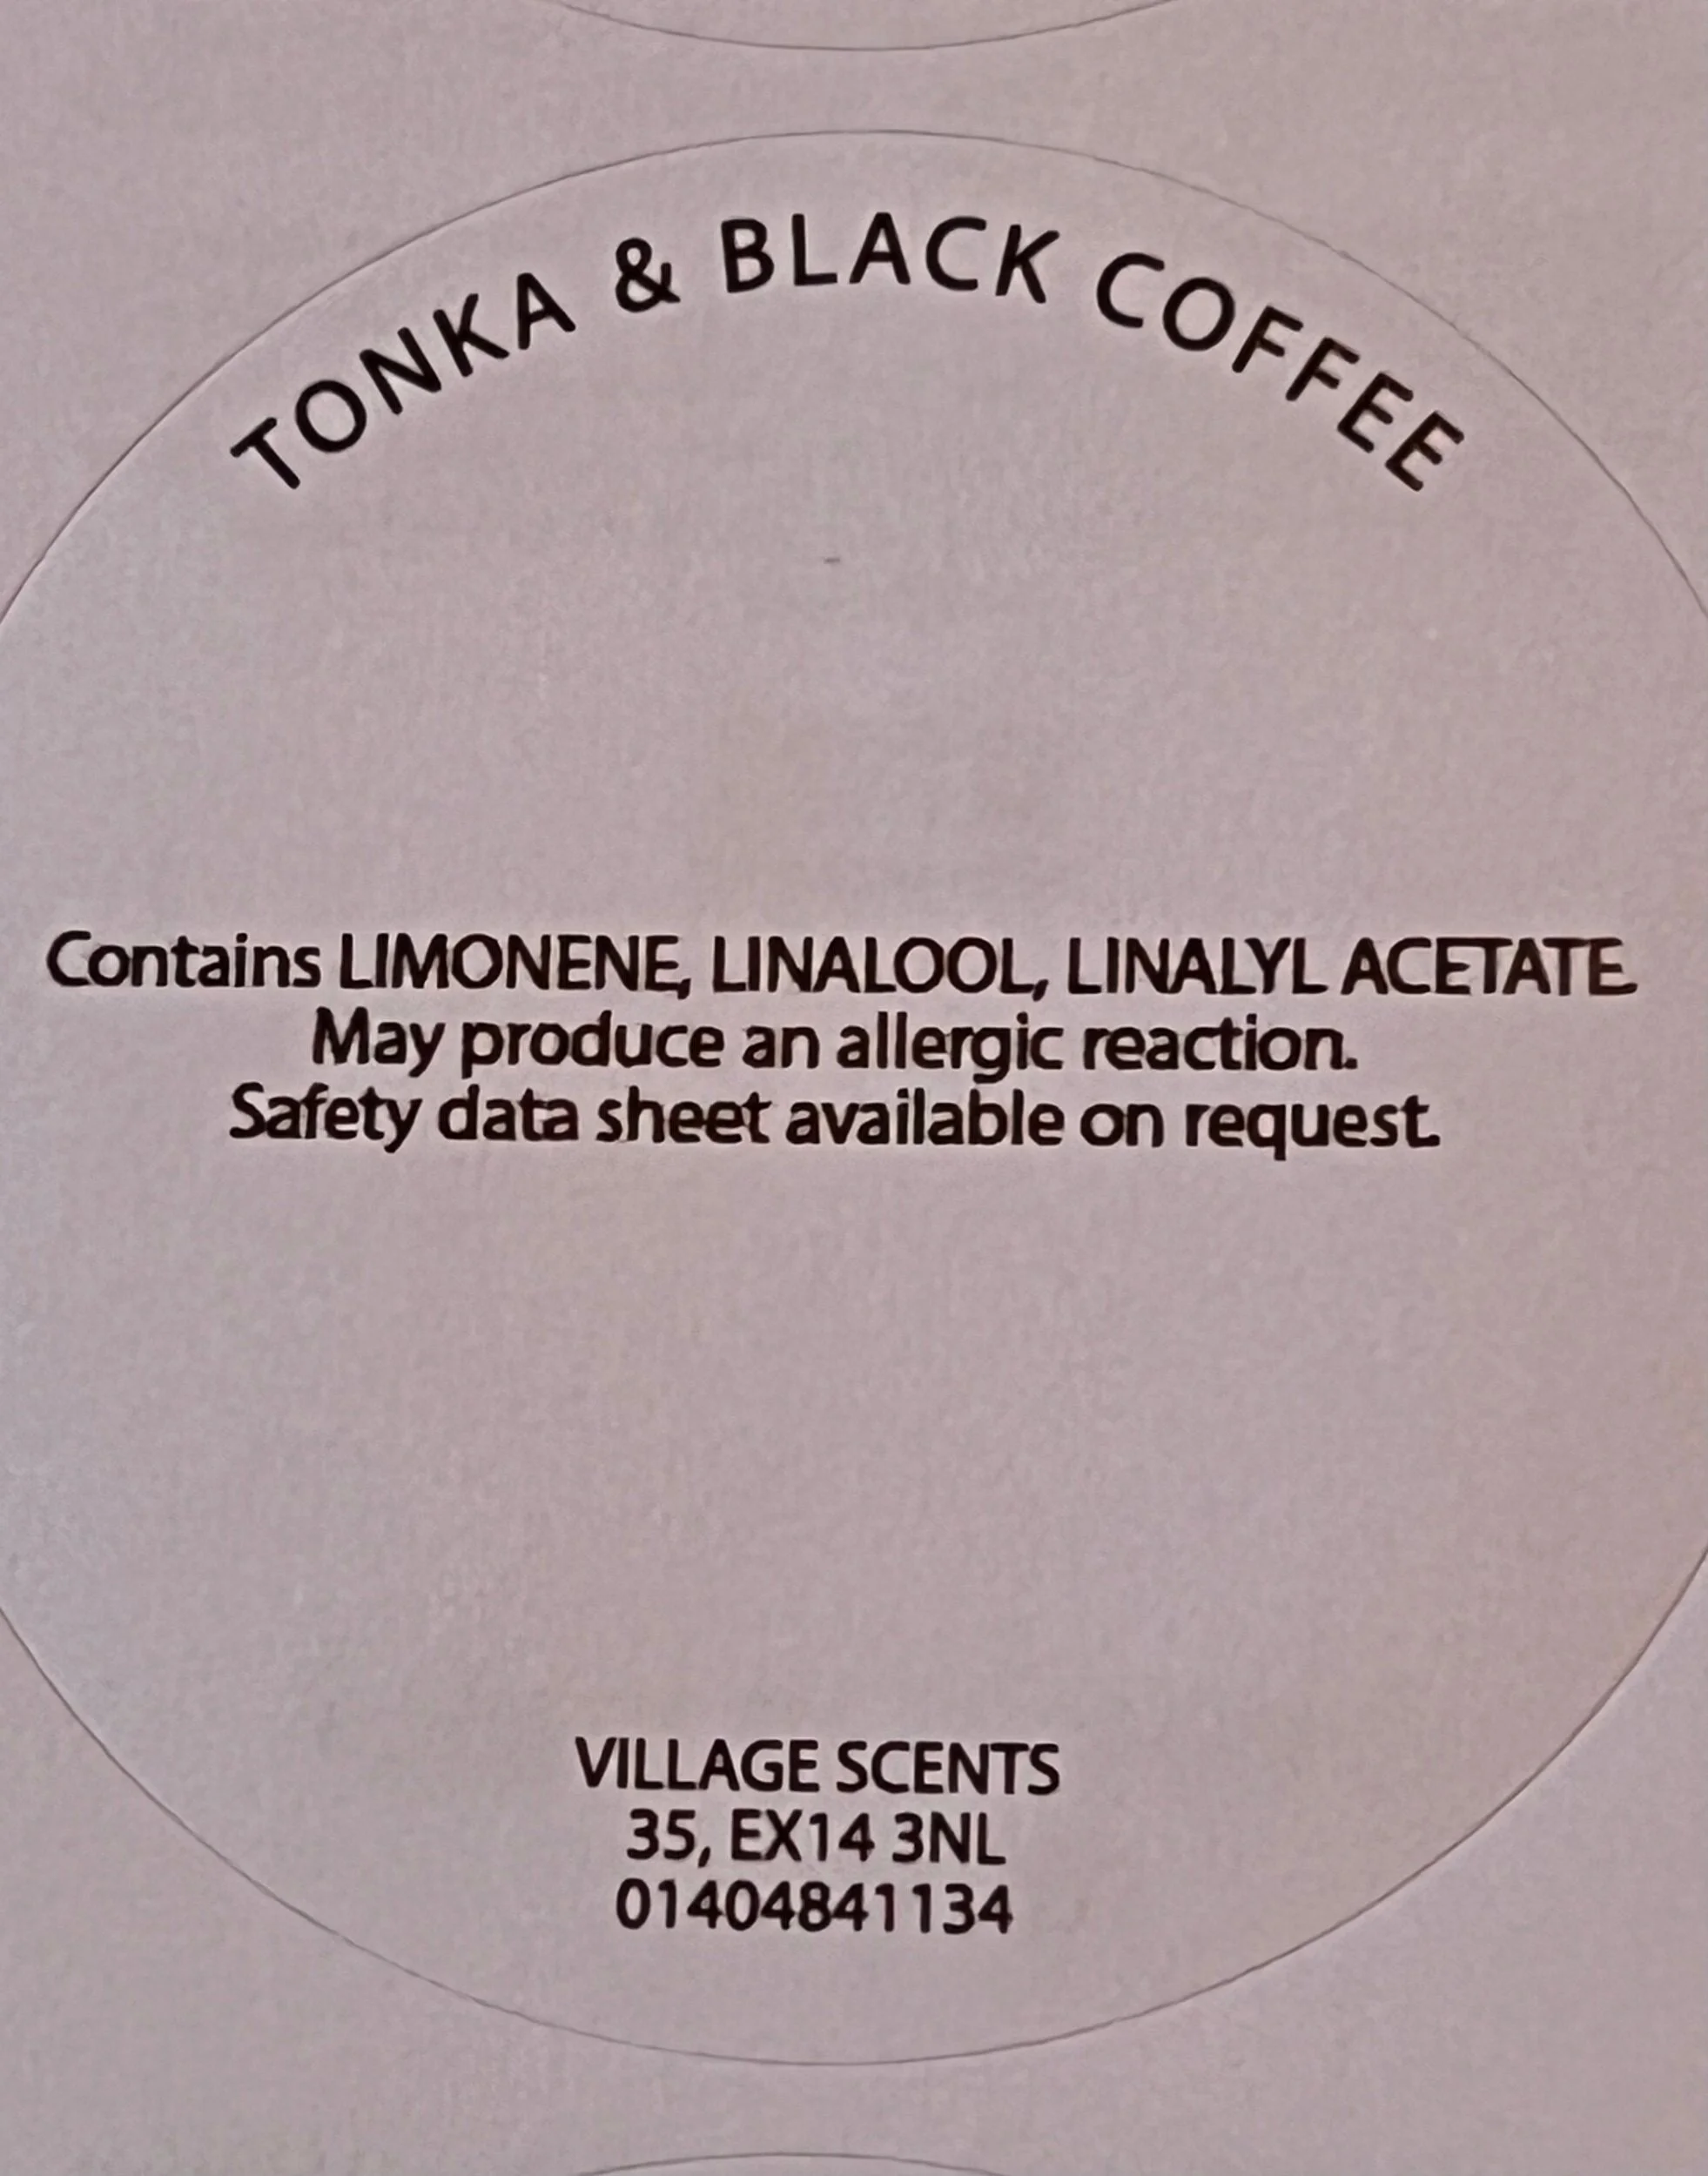 TONKA & BLACK COFFEE
Contains LIMONENE, LINALOOL, LINALYL ACETATE
May produce an allergic reaction.
Safety data sheet available on request.
VILLAGE SCENTS
35, EX14 3NL
01404841134